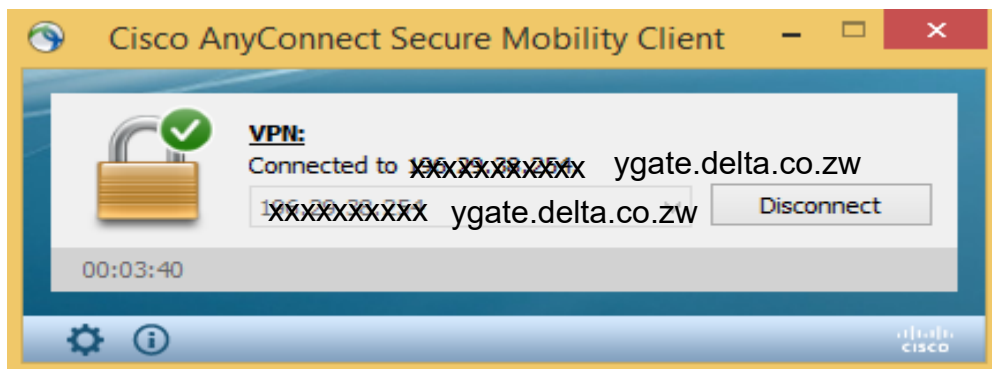 Cisco AnyConnect Secure Mobility Client
VPN:
Connected to xxxxxxxxxxx ygate.delta.co.zw
xxxxxxxxxx ygate.delta.co.zw
Disconnect
00:03:40
CISCO